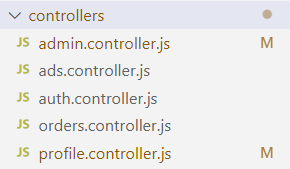 controllers
JS admin.controller.js M
JS ads.controller.js
JS auth.controller.js
JS orders.controller.js
JS profile.controller.js M